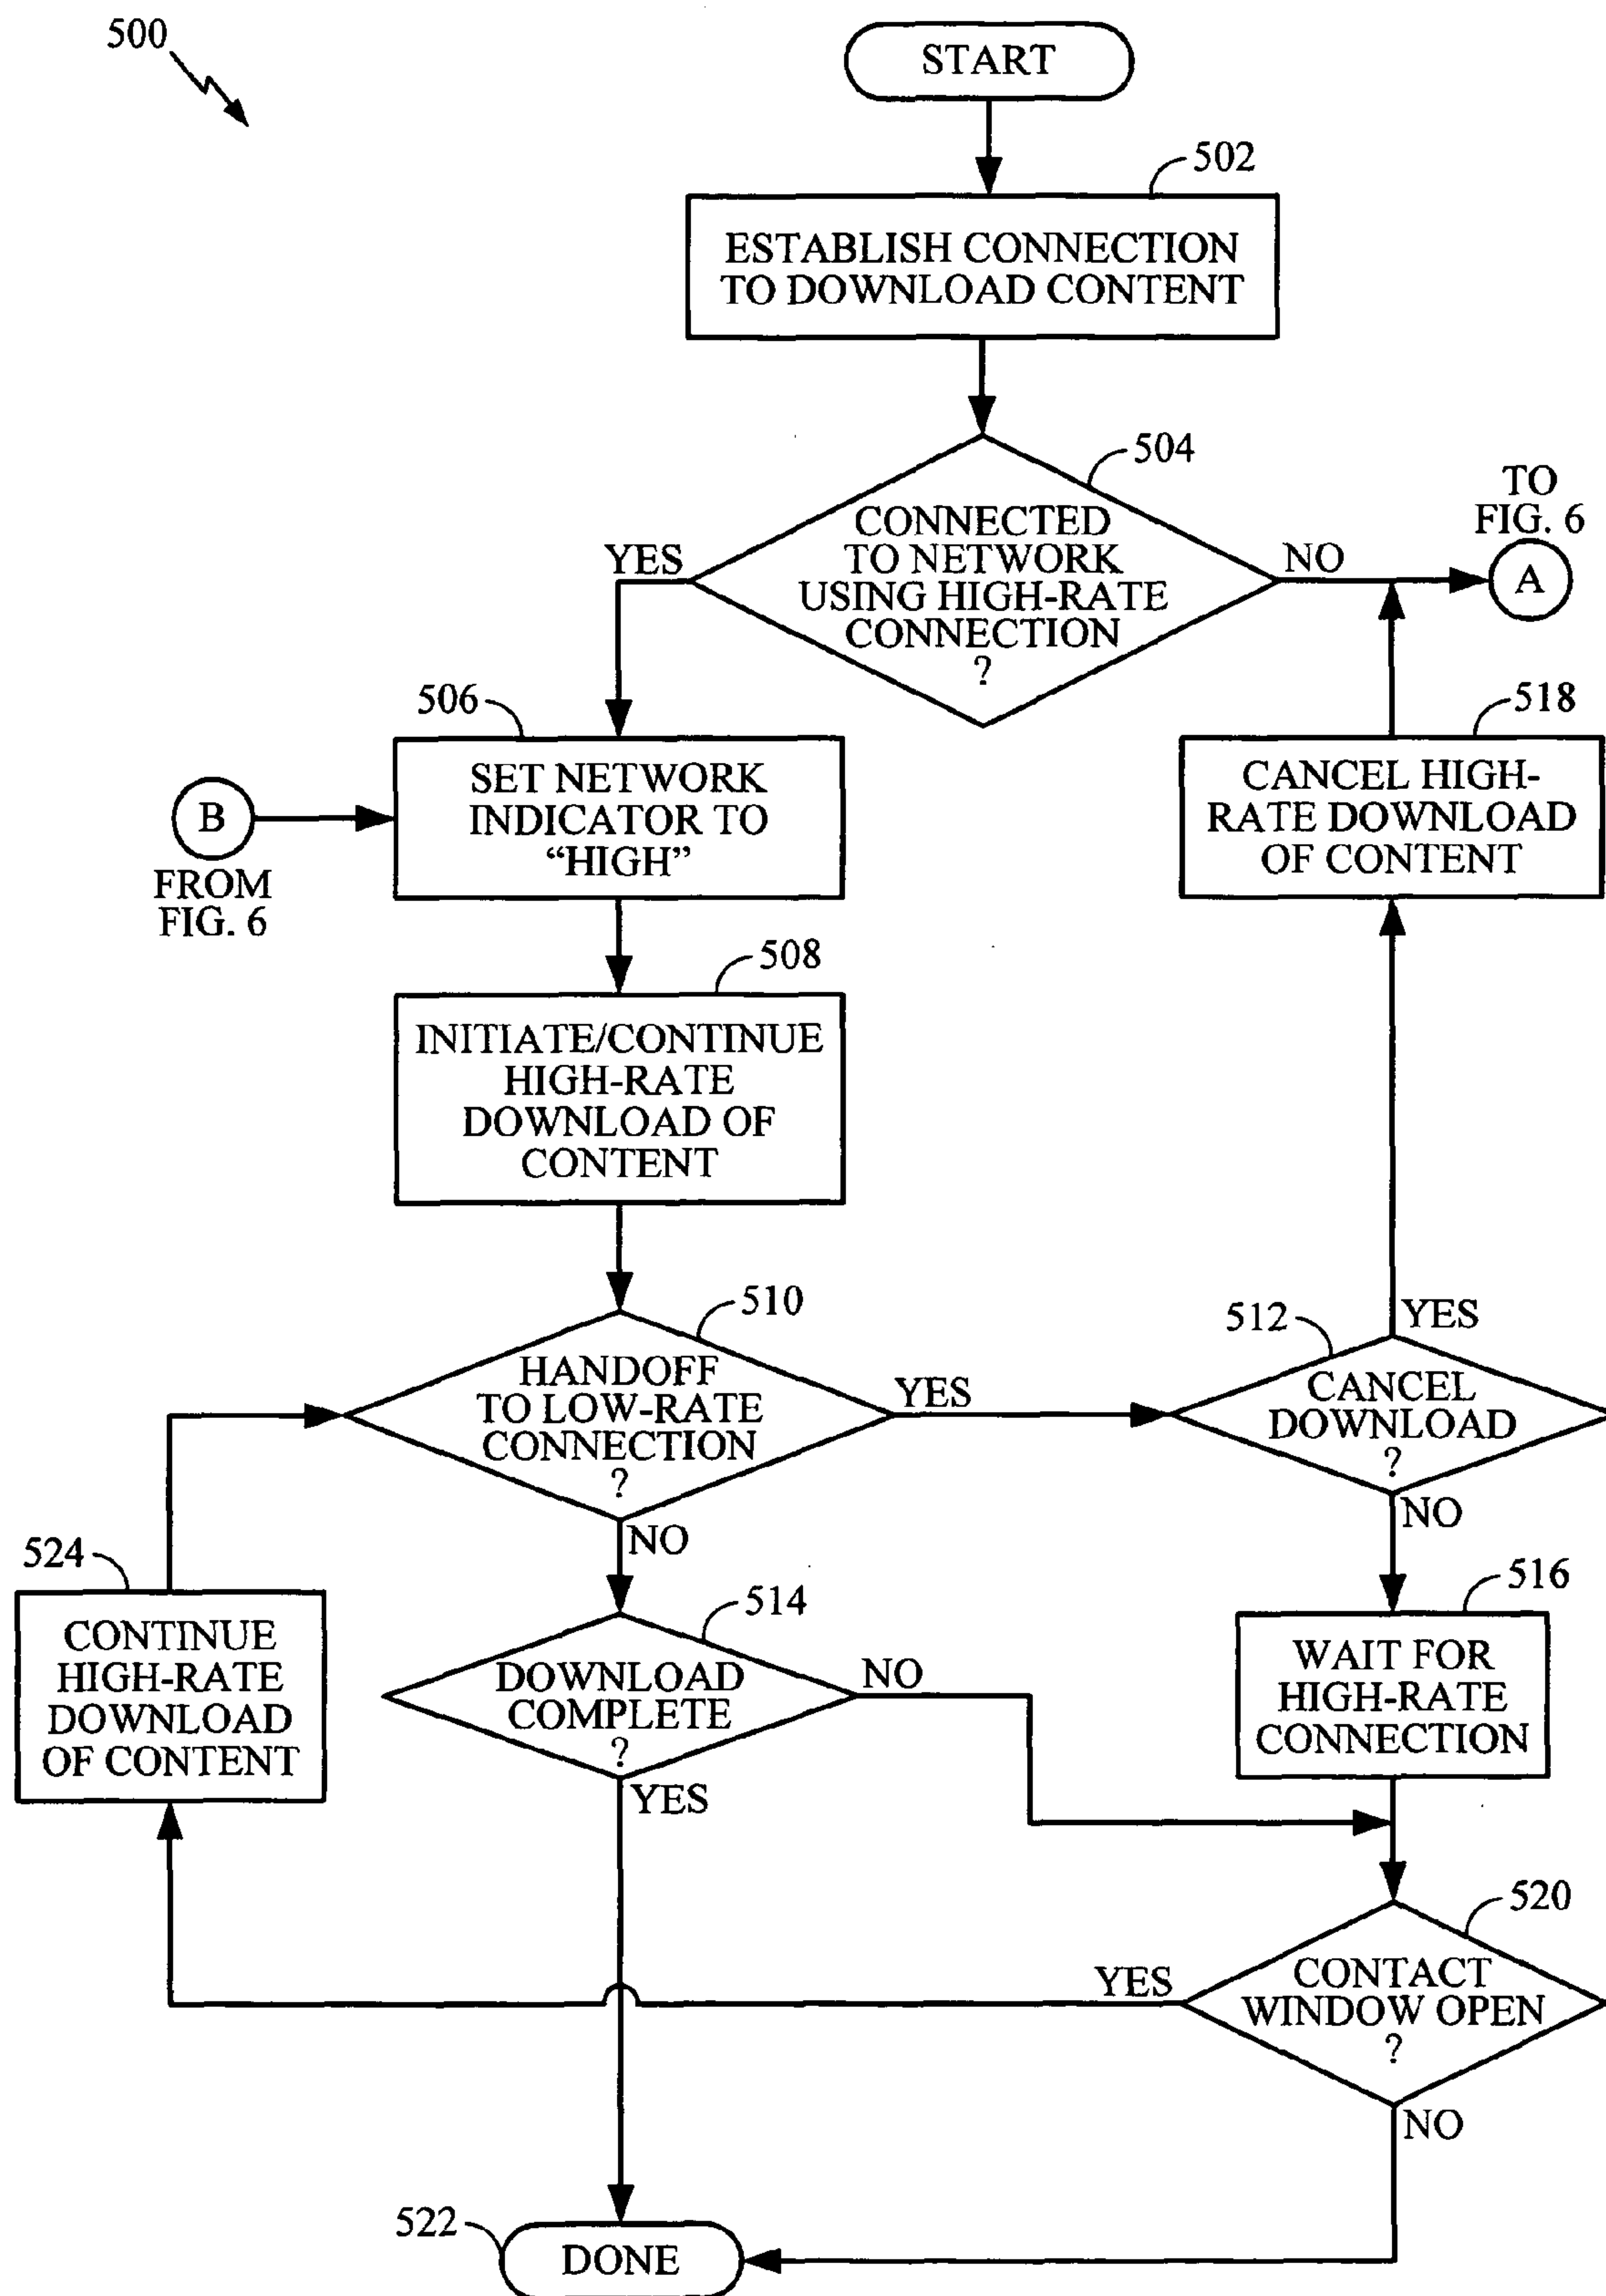 500
START
502
ESTABLISH CONNECTION
TO DOWNLOAD CONTENT
504
CONNECTED
TO NETWORK
USING HIGH-RATE
CONNECTION
?
YES
NO
TO
FIG. 6
A
506
SET NETWORK
INDICATOR TO
“HIGH”
B
FROM
FIG. 6
518
CANCEL HIGH-
RATE DOWNLOAD
OF CONTENT
508
INITIATE/CONTINUE
HIGH-RATE
DOWNLOAD OF
CONTENT
510
HANDOFF
TO LOW-RATE
CONNECTION
?
YES
NO
512
CANCEL
DOWNLOAD
?
YES
NO
524
CONTINUE
HIGH-RATE
DOWNLOAD
OF CONTENT
514
DOWNLOAD
COMPLETE
?
NO
YES
516
WAIT FOR
HIGH-RATE
CONNECTION
520
CONTACT
WINDOW OPEN
?
YES
NO
522
DONE